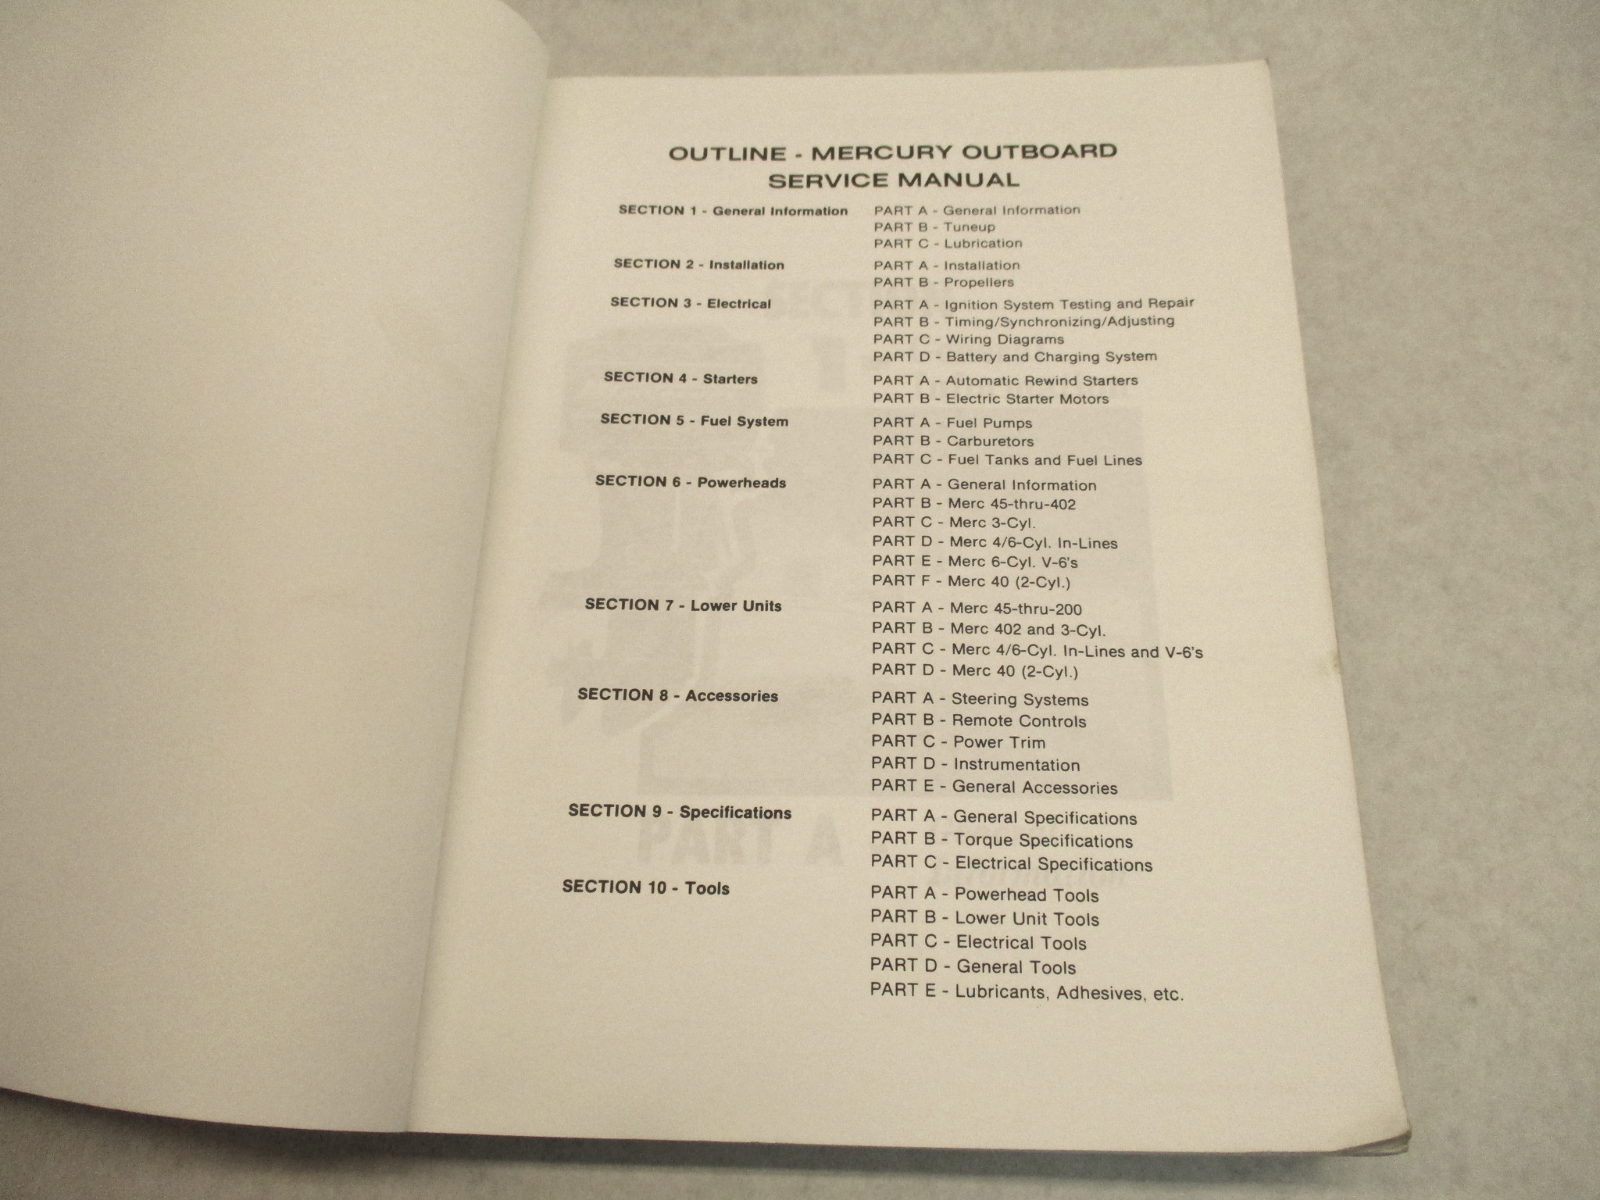 OUTLINE - MERCURY OUTBOARD
SERVICE MANUAL
SECTION 1 - General Information PART A - General Information
PART B - Tuneup
PART C - Lubrication
SECTION 2 - Installation PART A - Installation
PART B - Propellers
SECTION 3 - Electrical PART A - Ignition System Testing and Repair
PART B - Timing/Synchronizing/Adjusting
PART C - Wiring Diagrams
PART D - Battery and Charging System
SECTION 4 - Starters PART A - Automatic Rewind Starters
PART B - Electric Starter Motors
SECTION 5 - Fuel System PART A - Fuel Pumps
PART B - Carburetors
PART C - Fuel Tanks and Fuel Lines
SECTION 6 - Powerheads PART A - General Information
PART B - Merc 45-thru-402
PART C - Merc 3-Cyl.
PART D - Merc 4/6-Cyl. In-Lines
PART E - Merc 6-Cyl. V-6's
PART F - Merc 40 (2-Cyl.)
SECTION 7 - Lower Units PART A - Merc 45-thru-200
PART B - Merc 402 and 3-Cyl.
PART C - Merc 4/6-Cyl. In-Lines and V-6's
PART D - Merc 40 (2-Cyl.)
SECTION 8 - Accessories PART A - Steering Systems
PART B - Remote Controls
PART C - Power Trim
PART D - Instrumentation
PART E - General Accessories
SECTION 9 - Specifications PART A - General Specifications
PART B - Torque Specifications
PART C - Electrical Specifications
SECTION 10 - Tools PART A - Powerhead Tools
PART B - Lower Unit Tools
PART C - Electrical Tools
PART D - General Tools
PART E - Lubricants, Adhesives, etc.
PART A